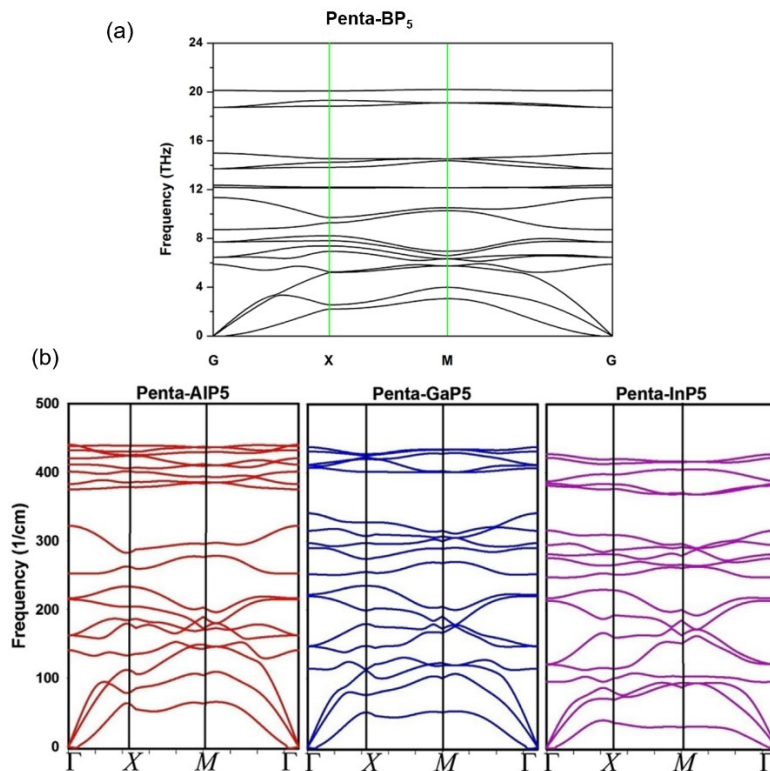 (a)
Penta-BP₅
24
20
16
12
8
4
0
Frequency (THz)
G X M G
(b)
Penta-AlP5 Penta-GaP5 Penta-InP5
500
400
300
200
100
0
Frequency (1/cm)
Γ X M Γ Γ X M Γ Γ X M Γ